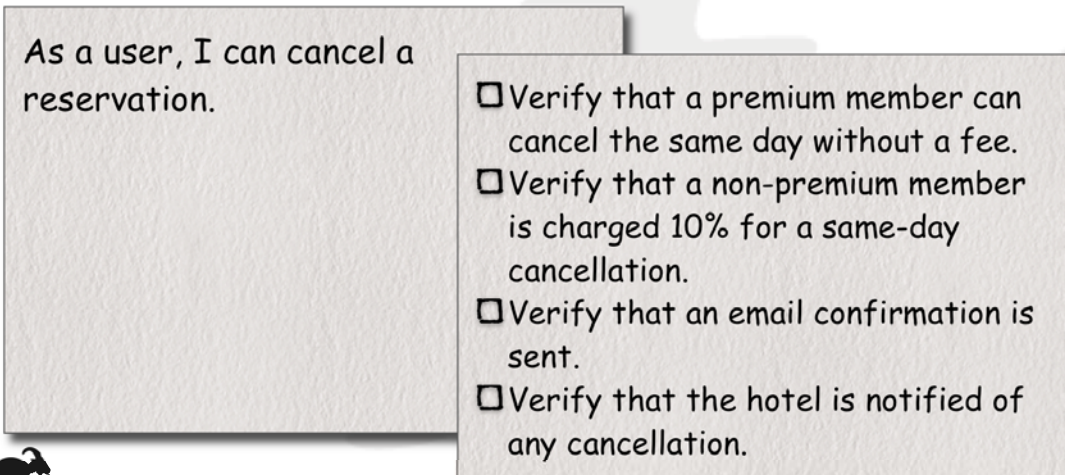 As a user, I can cancel a
reservation.
Verify that a premium member can
cancel the same day without a fee.
Verify that a non-premium member
is charged 10% for a same-day
cancellation.
Verify that an email confirmation is
sent.
Verify that the hotel is notified of
any cancellation.